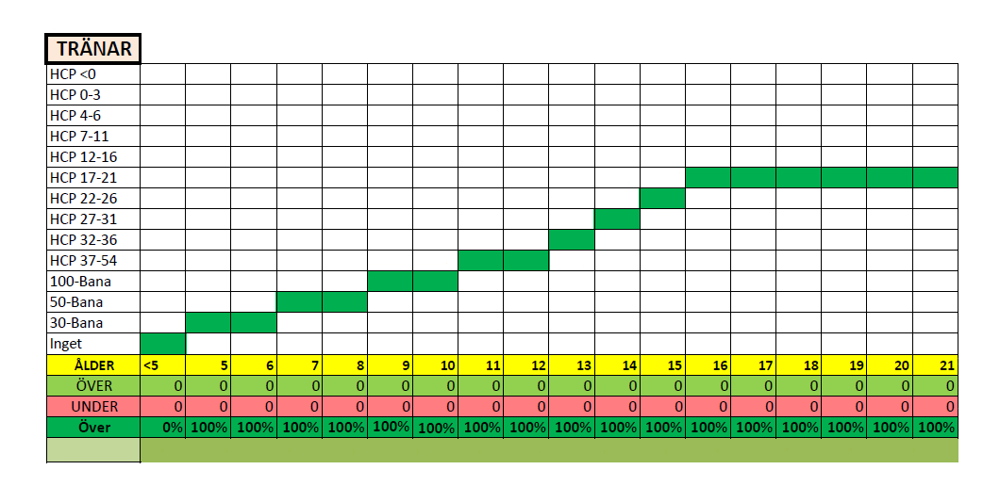 TRÄNAR
HCP <0
HCP 0-3
HCP 4-6
HCP 7-11
HCP 12-16
HCP 17-21
HCP 22-26
HCP 27-31
HCP 32-36
HCP 37-54
100-Bana
50-Bana
30-Bana
Inget
ÅLDER <5 5 6 7 8 9 10 11 12 13 14 15 16 17 18 19 20 21
ÖVER 0 0 0 0 0 0 0 0 0 0 0 0 0 0 0 0 0 0
UNDER 0 0 0 0 0 0 0 0 0 0 0 0 0 0 0 0 0 0
Över 0% 100% 100% 100% 100% 100% 100% 100% 100% 100% 100% 100% 100% 100% 100% 100% 100% 100%